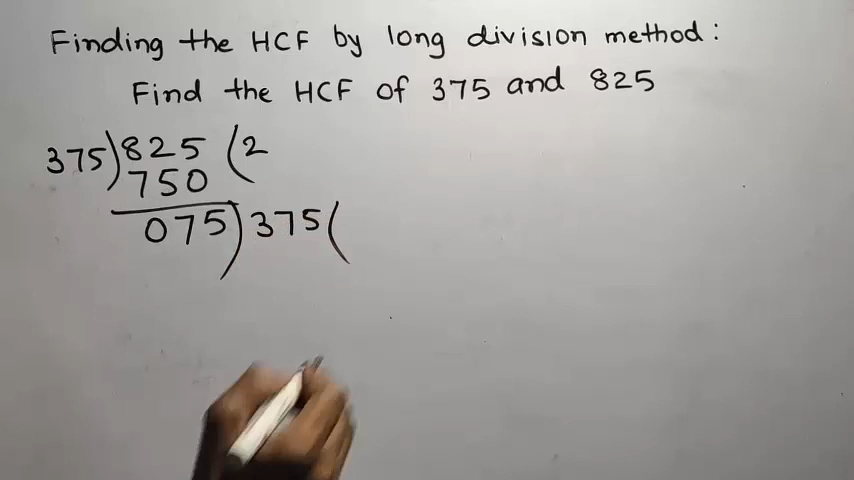 Finding the HCF by long division method:
Find the HCF of 375 and 825
375)825(2
750
075)375(